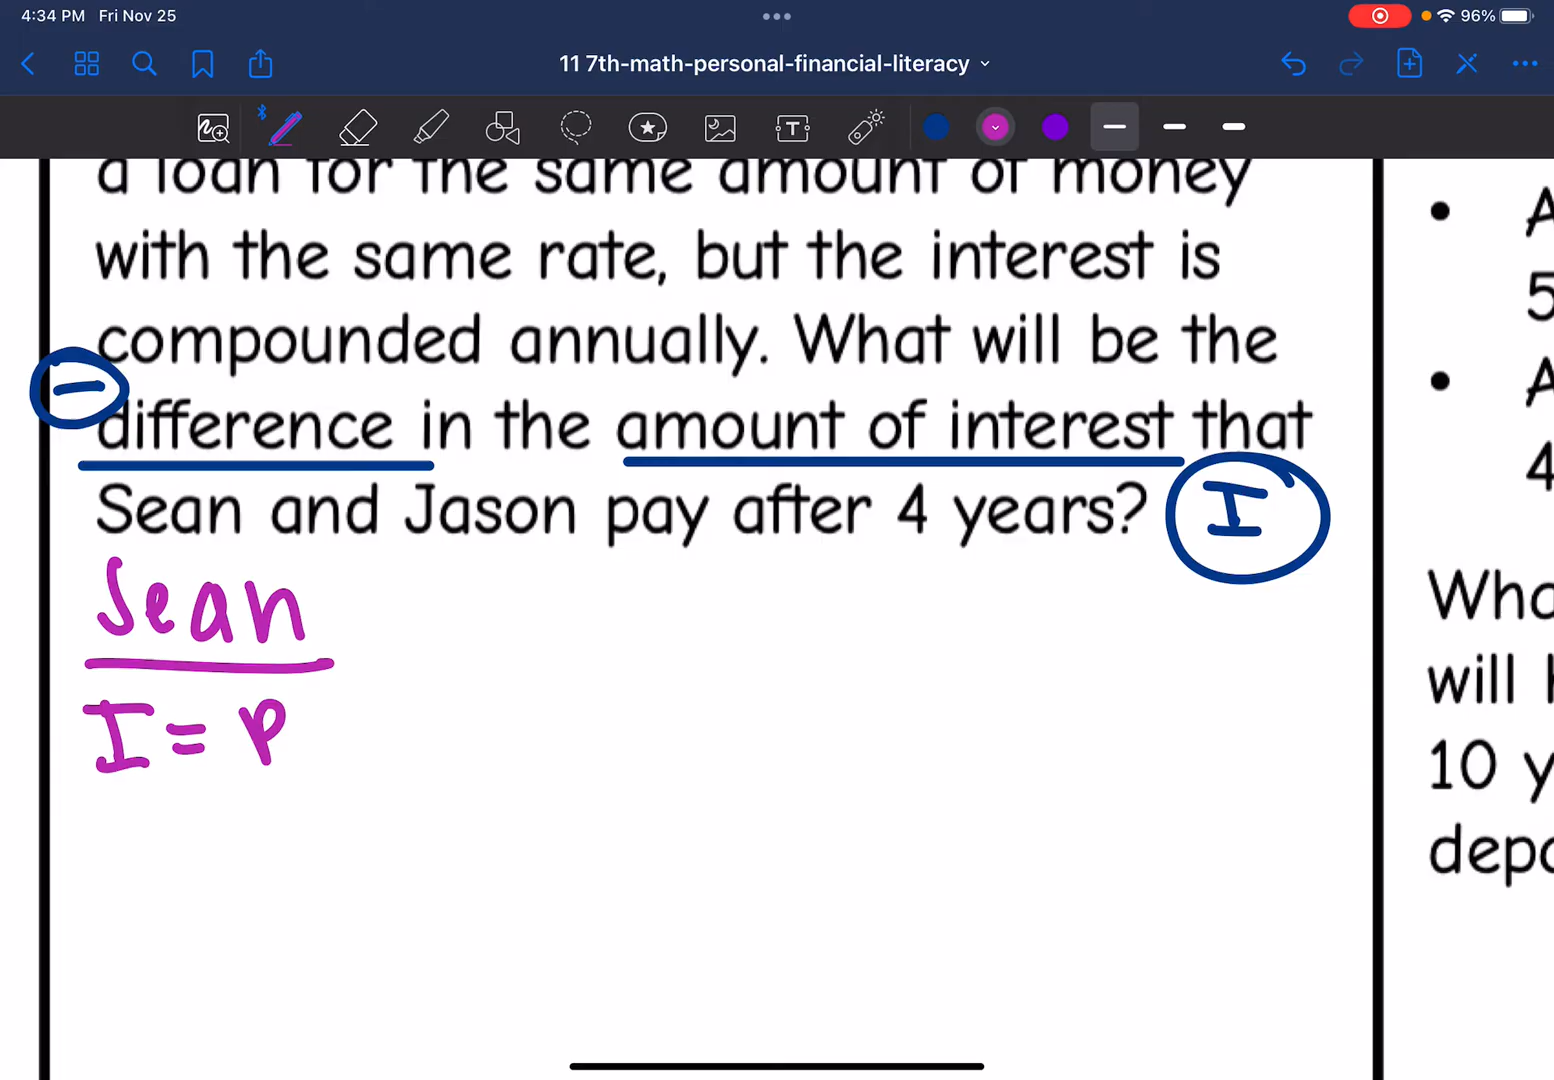 4:34 PM Fri Nov 25
96%
11 7th-math-personal-financial-literacy
T
a loan for the same amount of money
with the same rate, but the interest is
compounded annually. What will be the
difference in the amount of interest that
Sean and Jason pay after 4 years? I
Sean
I = P
• A
5
• A
4
Wha
will
10 y
depo